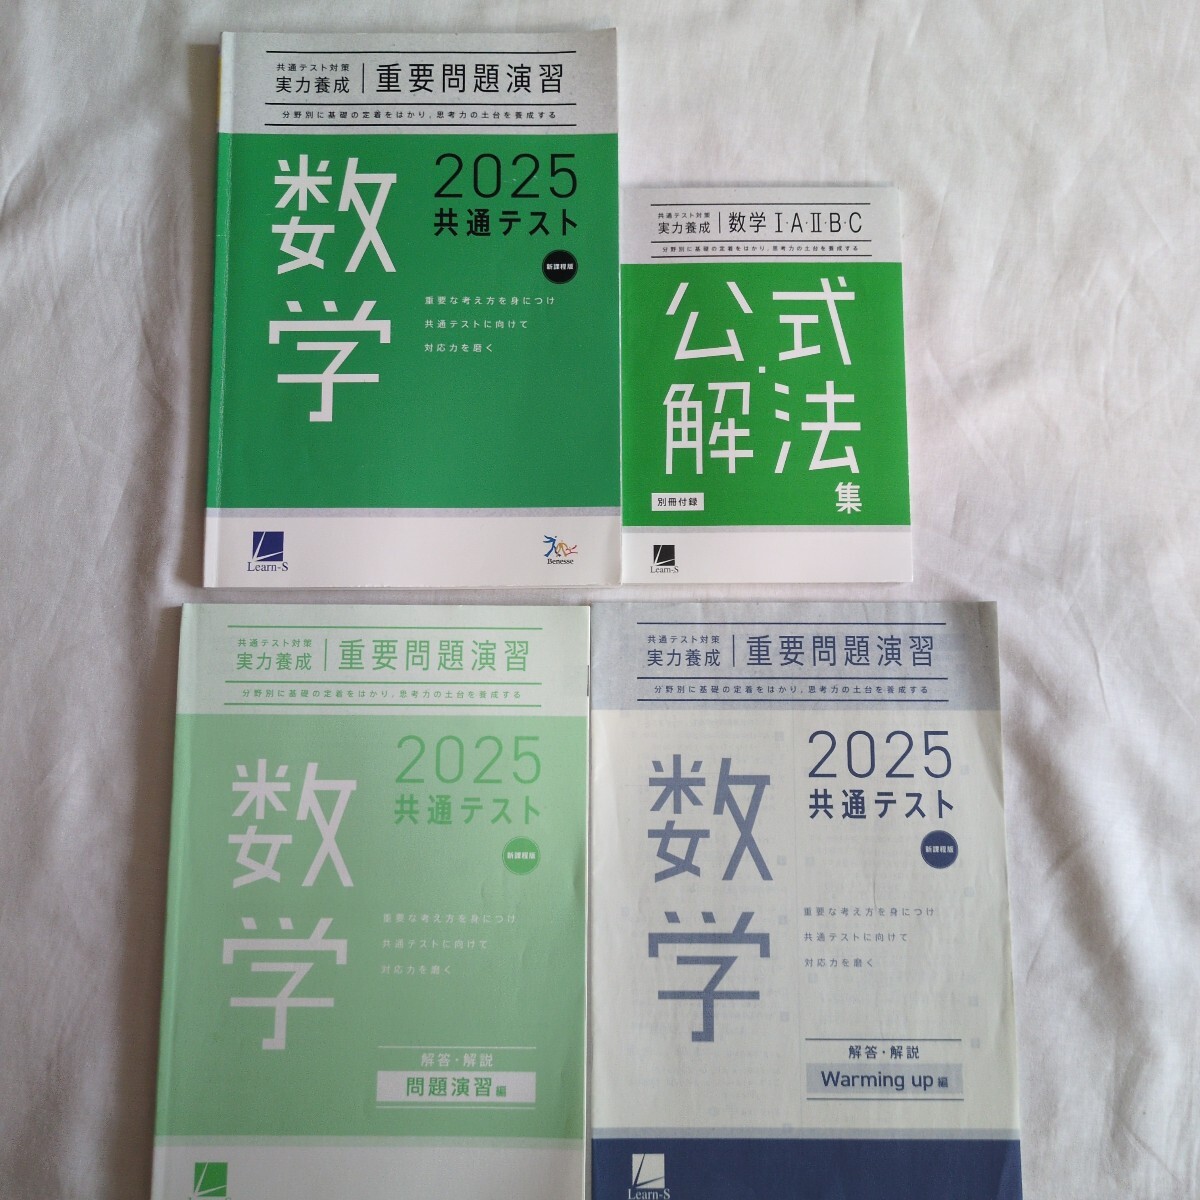 共通テスト対策
実力養成 重要問題演習
分野別に基礎の定着をはかり，思考力の土台を養成する
数学
2025
共通テスト
新課程版
重要な考え方を身につけ
共通テストに向けて
対応力を磨く
Learn-S
Benesse
共通テスト対策
実力養成 数学 I・A・II・B・C
分野別に基礎の定着をはかり，思考力の土台を養成する
公式・
解法
集
別冊付録
Learn-S
共通テスト対策
実力養成 重要問題演習
分野別に基礎の定着をはかり，思考力の土台を養成する
数学
2025
共通テスト
新課程版
重要な考え方を身につけ
共通テストに向けて
対応力を磨く
解答・解説
問題演習 編
Learn-S
共通テスト対策
実力養成 重要問題演習
分野別に基礎の定着をはかり，思考力の土台を養成する
数学
2025
共通テスト
新課程版
重要な考え方を身につけ
共通テストに向けて
対応力を磨く
解答・解説
Warming up 編
Learn-S